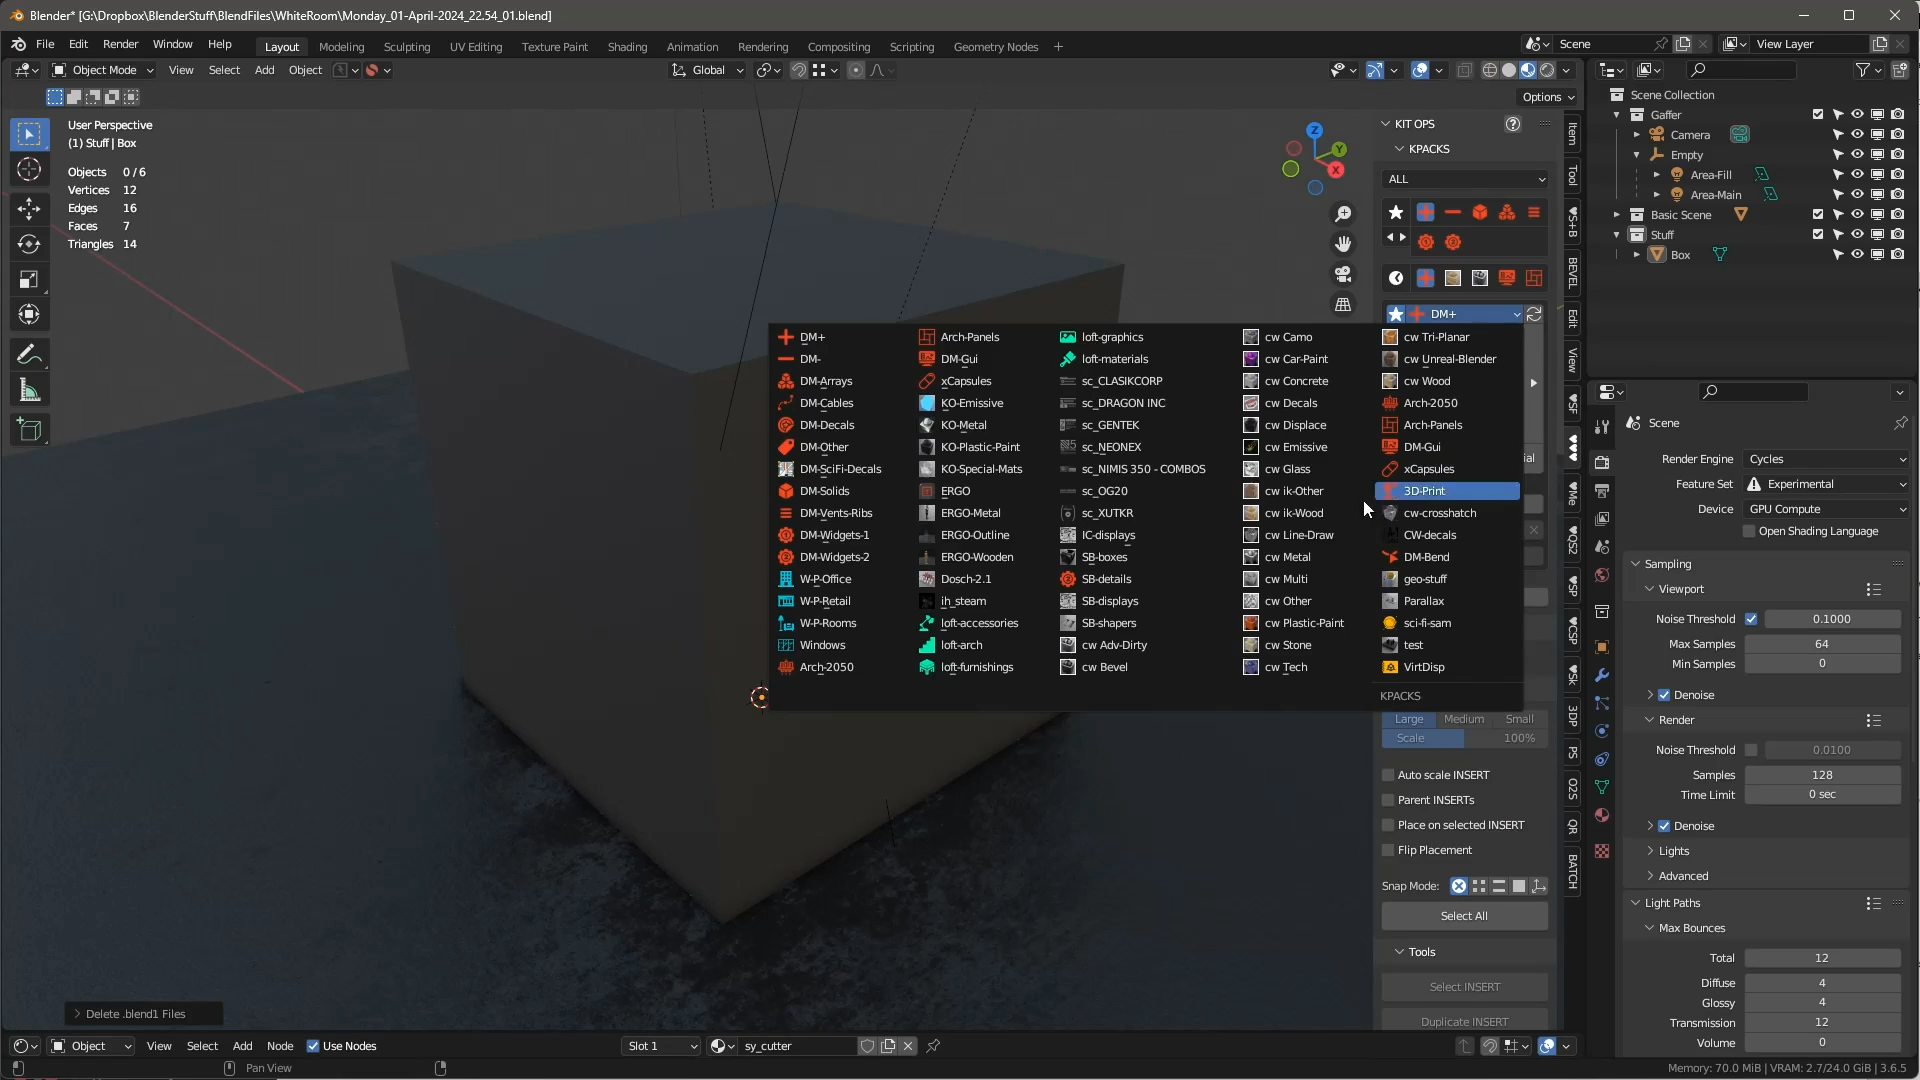 Blender* [G:\Dropbox\BlenderStuff\BlendFiles\WhiteRoom\Monday_01-April-2024_22.54_01.blend]
File Edit Render Window Help Layout Modeling Sculpting UV Editing Texture Paint Shading Animation Rendering Compositing Scripting Geometry Nodes + Scene View Layer
Object Mode View Select Add Object Global
Options
User Perspective
(1) Stuff | Box
Objects 0/6
Vertices 12
Edges 16
Faces 7
Triangles 14
X
Y
Z
KIT OPS
KPACKS
ALL
DM+
DM+
DM-
DM-Arrays
DM-Cables
DM-Decals
DM-Other
DM-SciFi-Decals
DM-Solids
DM-Vents-Ribs
DM-Widgets-1
DM-Widgets-2
W-P-Office
W-P-Retail
W-P-Rooms
Windows
Arch-2050
Arch-Panels
DM-Gui
xCapsules
KO-Emissive
KO-Metal
KO-Plastic-Paint
KO-Special-Mats
ERGO
ERGO-Metal
ERGO-Outline
ERGO-Wooden
Dosch-2.1
ih_steam
loft-accessories
loft-arch
loft-furnishings
loft-graphics
loft-materials
sc_CLASIKCORP
sc_DRAGON INC
sc_GENTEK
sc_NEONEX
sc_NIMIS 350 - COMBOS
sc_OG20
sc_XUTKR
IC-displays
SB-boxes
SB-details
SB-displays
SB-shapers
cw Adv-Dirty
cw Bevel
cw Camo
cw Car-Paint
cw Concrete
cw Decals
cw Displace
cw Emissive
cw Glass
cw ik-Other
cw ik-Wood
cw Line-Draw
cw Metal
cw Multi
cw Other
cw Plastic-Paint
cw Stone
cw Tech
cw Tri-Planar
cw Unreal-Blender
cw Wood
Arch-2050
Arch-Panels
DM-Gui
xCapsules
3D-Print
cw-crosshatch
CW-decals
DM-Bend
geo-stuff
Parallax
sci-fi-sam
test
VirtDisp
KPACKS
ial
Large Medium Small
Scale 100%
Auto scale INSERT
Parent INSERTs
Place on selected INSERT
Flip Placement
Snap Mode:
Select All
Tools
Select INSERT
Duplicate INSERT
Item
Tool
♥S+B
BEVEL
Edit
View
♥SF
♥♥♥
♥Me
♥QS2
♥SP
♥CSP
♥Sk
3DP
PS
O2S
QR
BATCH
Scene Collection
Gaffer
Camera
Empty
Area-Fill
Area-Main
Basic Scene
Stuff
Box
Scene
Render Engine Cycles
Feature Set Experimental
Device GPU Compute
Open Shading Language
Sampling
Viewport
Noise Threshold 0.1000
Max Samples 64
Min Samples 0
Denoise
Render
Noise Threshold 0.0100
Samples 128
Time Limit 0 sec
Denoise
Lights
Advanced
Light Paths
Max Bounces
Total 12
Diffuse 4
Glossy 4
Transmission 12
Volume 0
Delete .blend1 Files
Object View Select Add Node Use Nodes Slot 1 sy_cutter
Pan View
Memory: 70.0 MiB | VRAM: 2.7/24.0 GiB | 3.6.5